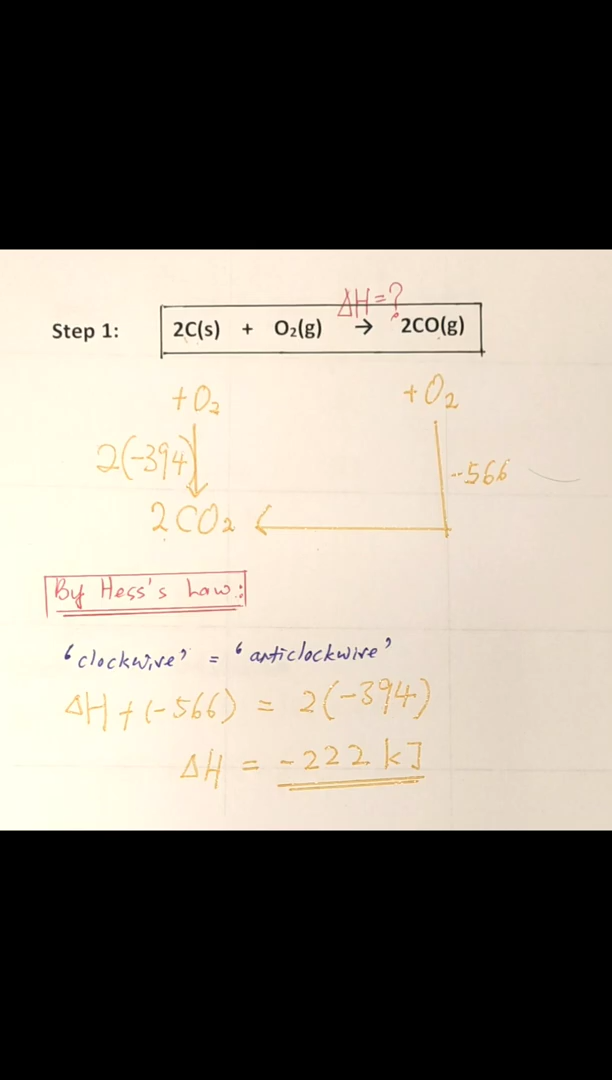 ΔH=?
Step 1: 2C(s) + O₂(g) → 2CO(g)
+O₂ +O₂
2(-394) -566
2CO₂
By Hess's Law:
'clockwise' = 'anticlockwise'
ΔH + (-566) = 2(-394)
ΔH = -222 kJ